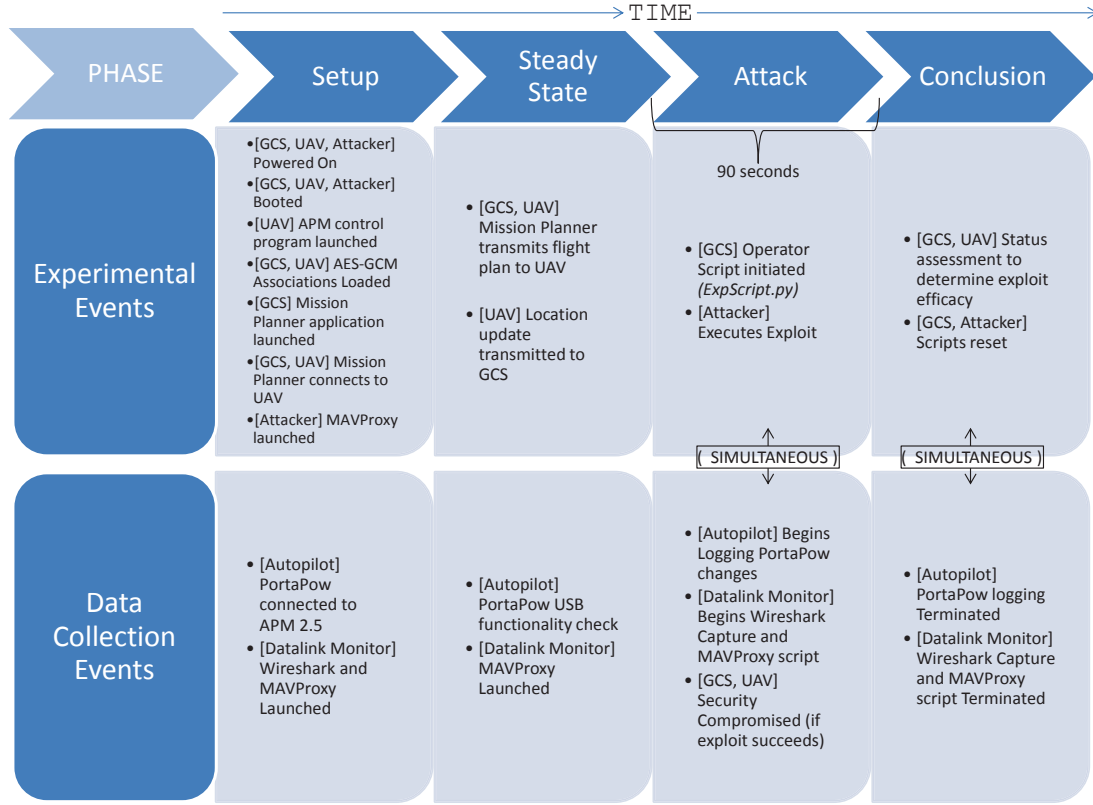 TIME
PHASE
Setup
Steady
State
Attack
Conclusion
Experimental
Events
•[GCS, UAV, Attacker]
Powered On
•[GCS, UAV, Attacker]
Booted
•[UAV] APM control
program launched
•[GCS, UAV] AES-GCM
Associations Loaded
•[GCS] Mission
Planner application
launched
•[GCS, UAV] Mission
Planner connects to
UAV
•[Attacker] MAVProxy
launched
• [GCS, UAV]
Mission Planner
transmits flight
plan to UAV
• [UAV] Location
update
transmitted to
GCS
90 seconds
• [GCS] Operator
Script initiated
(ExpScript.py)
• [Attacker]
Executes Exploit
• [GCS, UAV] Status
assessment to
determine exploit
efficacy
• [GCS, Attacker]
Scripts reset
( SIMULTANEOUS )
( SIMULTANEOUS )
Data
Collection
Events
• [Autopilot]
PortaPow
connected to
APM 2.5
• [Datalink Monitor]
Wireshark and
MAVProxy
Launched
• [Autopilot]
PortaPow USB
functionality check
• [Datalink Monitor]
MAVProxy
Launched
• [Autopilot] Begins
Logging PortaPow
changes
• [Datalink Monitor]
Begins Wireshark
Capture and
MAVProxy script
• [GCS, UAV]
Security
Compromised (if
exploit succeeds)
• [Autopilot]
PortaPow logging
Terminated
• [Datalink Monitor]
Wireshark Capture
and MAVProxy
script Terminated